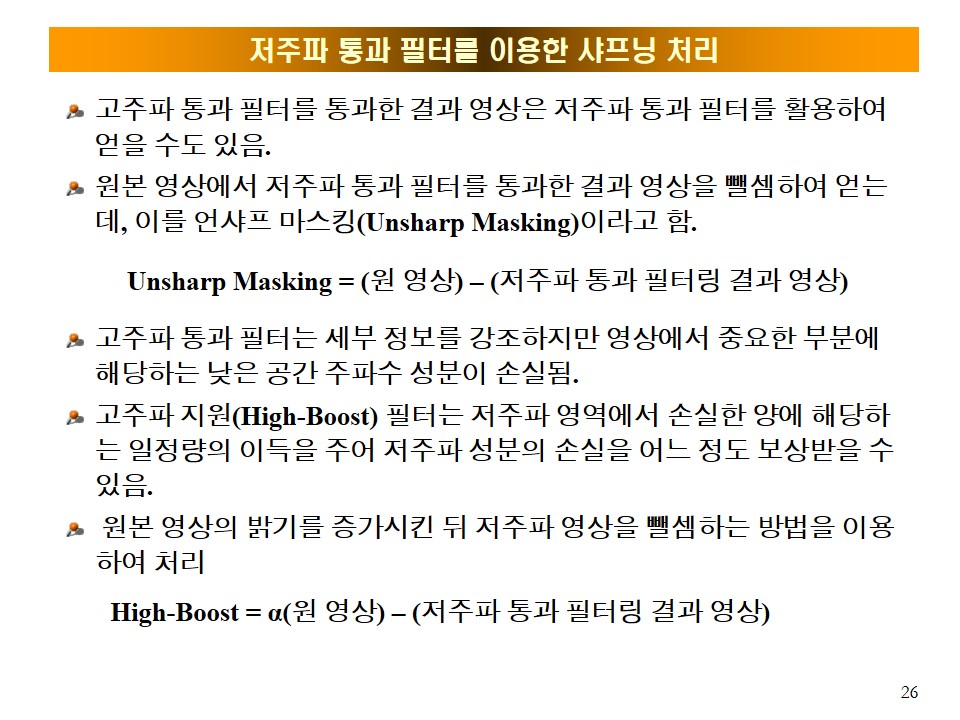 저주파 통과 필터를 이용한 샤프닝 처리
고주파 통과 필터를 통과한 결과 영상은 저주파 통과 필터를 활용하여
얻을 수도 있음.
원본 영상에서 저주파 통과 필터를 통과한 결과 영상을 뺄셈하여 얻는
데, 이를 언샤프 마스킹(Unsharp Masking)이라고 함.
Unsharp Masking = (원 영상) – (저주파 통과 필터링 결과 영상)
고주파 통과 필터는 세부 정보를 강조하지만 영상에서 중요한 부분에
해당하는 낮은 공간 주파수 성분이 손실됨.
고주파 지원(High-Boost) 필터는 저주파 영역에서 손실한 양에 해당하
는 일정량의 이득을 주어 저주파 성분의 손실을 어느 정도 보상받을 수
있음.
원본 영상의 밝기를 증가시킨 뒤 저주파 영상을 뺄셈하는 방법을 이용
하여 처리
High-Boost = α(원 영상) – (저주파 통과 필터링 결과 영상)
26